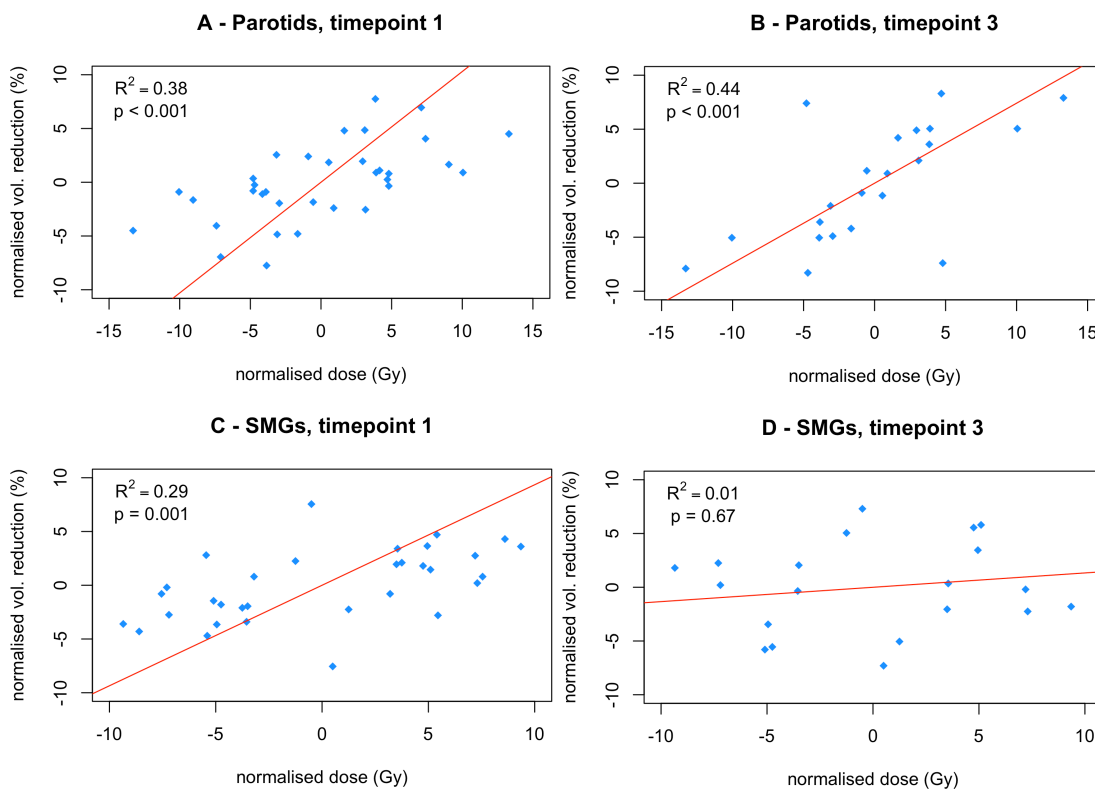 A - Parotids, timepoint 1
R² = 0.38
p < 0.001
normalised vol. reduction (%)
10
5
0
-5
-10
-15 -10 -5 0 5 10 15
normalised dose (Gy)
B - Parotids, timepoint 3
R² = 0.44
p < 0.001
normalised vol. reduction (%)
10
5
0
-5
-10
-15 -10 -5 0 5 10 15
normalised dose (Gy)
C - SMGs, timepoint 1
R² = 0.29
p = 0.001
normalised vol. reduction (%)
10
5
0
-5
-10
-10 -5 0 5 10
normalised dose (Gy)
D - SMGs, timepoint 3
R² = 0.01
p = 0.67
normalised vol. reduction (%)
10
5
0
-5
-10
-10 -5 0 5 10
normalised dose (Gy)